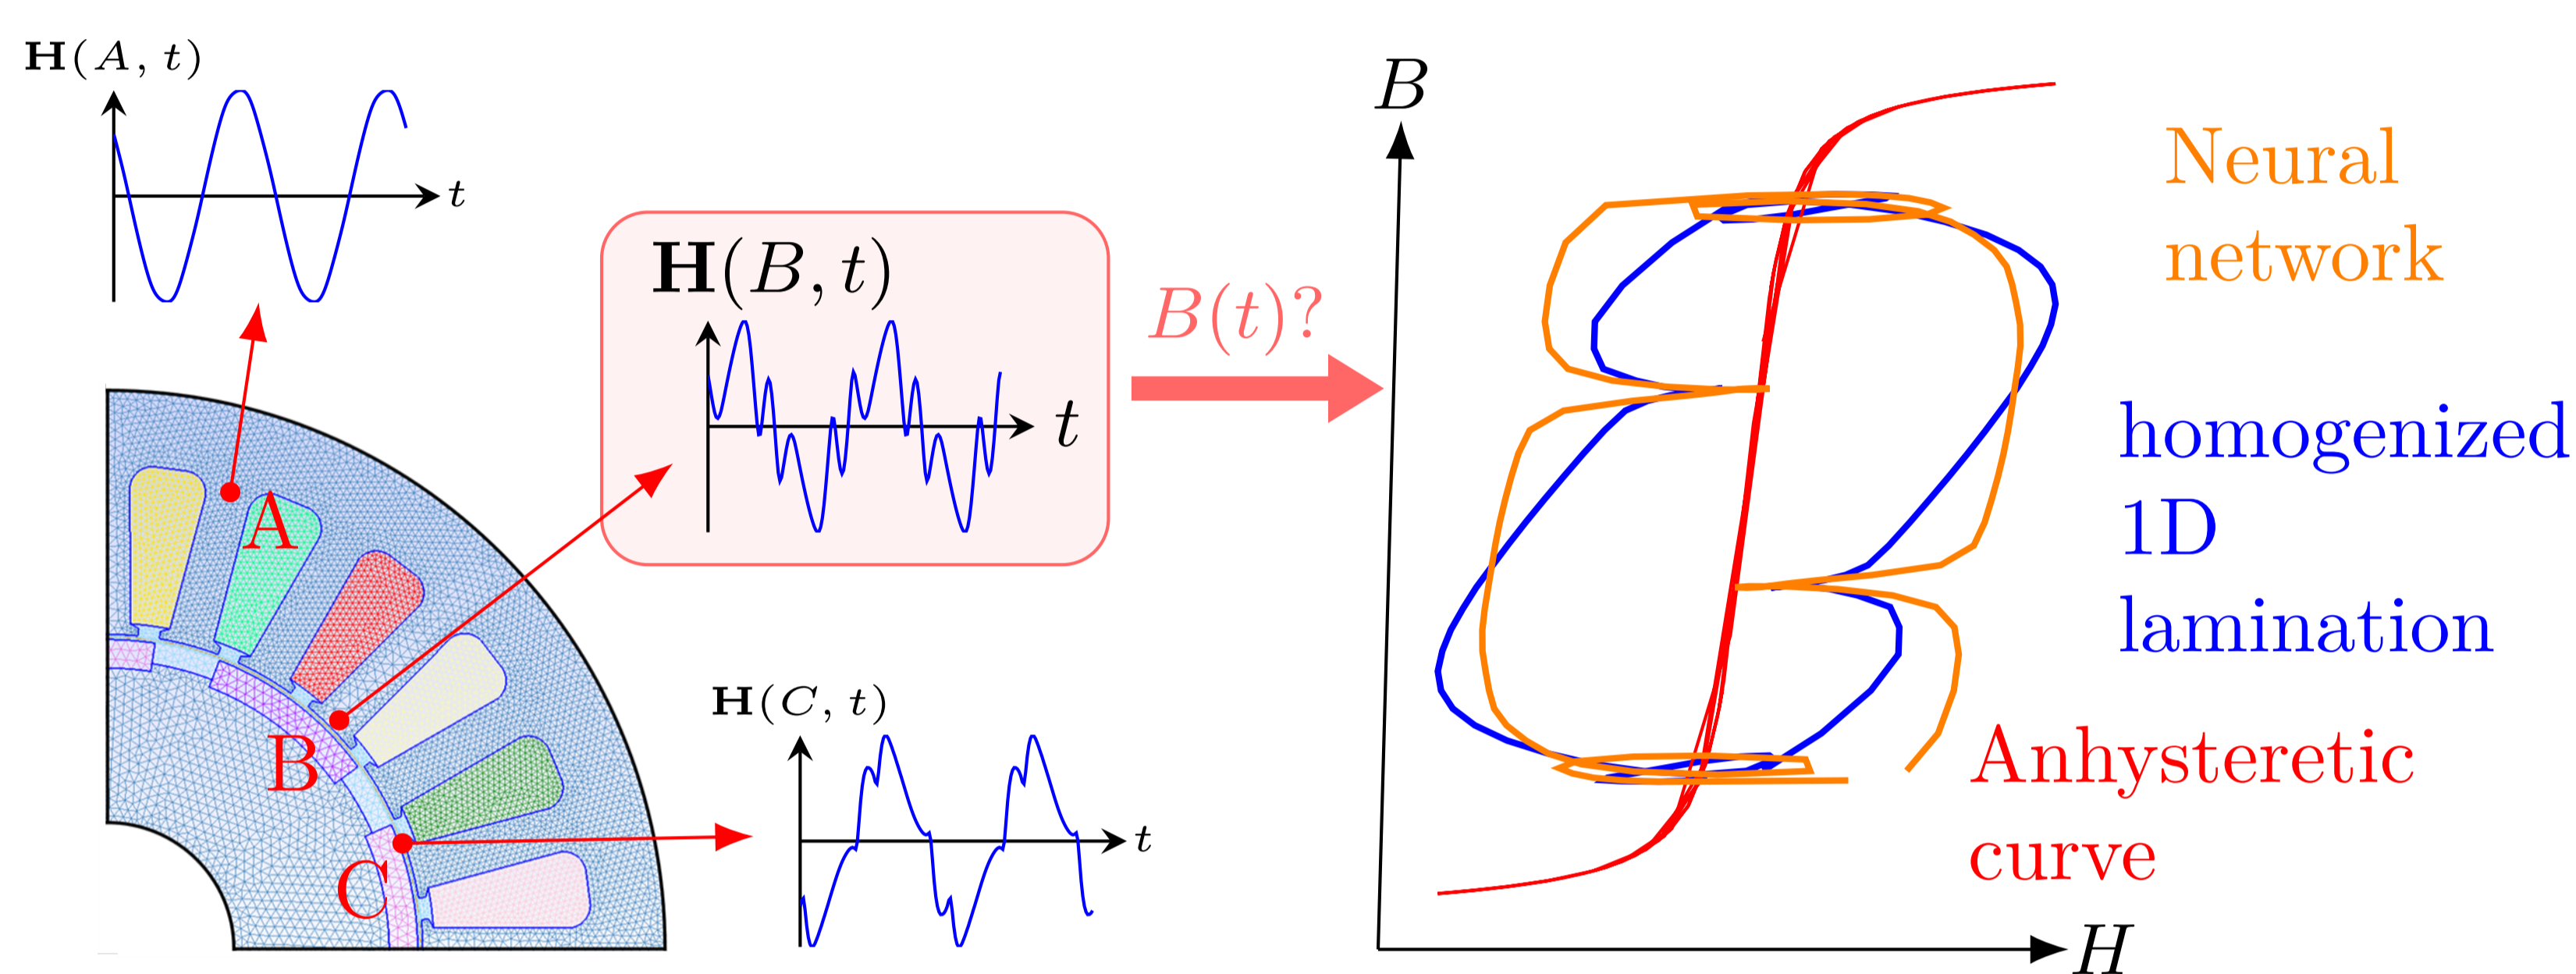 H(A, t)
t
A
B
C
H(B, t)
t
H(C, t)
t
B(t)?
B
H
Neural
network
homogenized
1D
lamination
Anhysteretic
curve